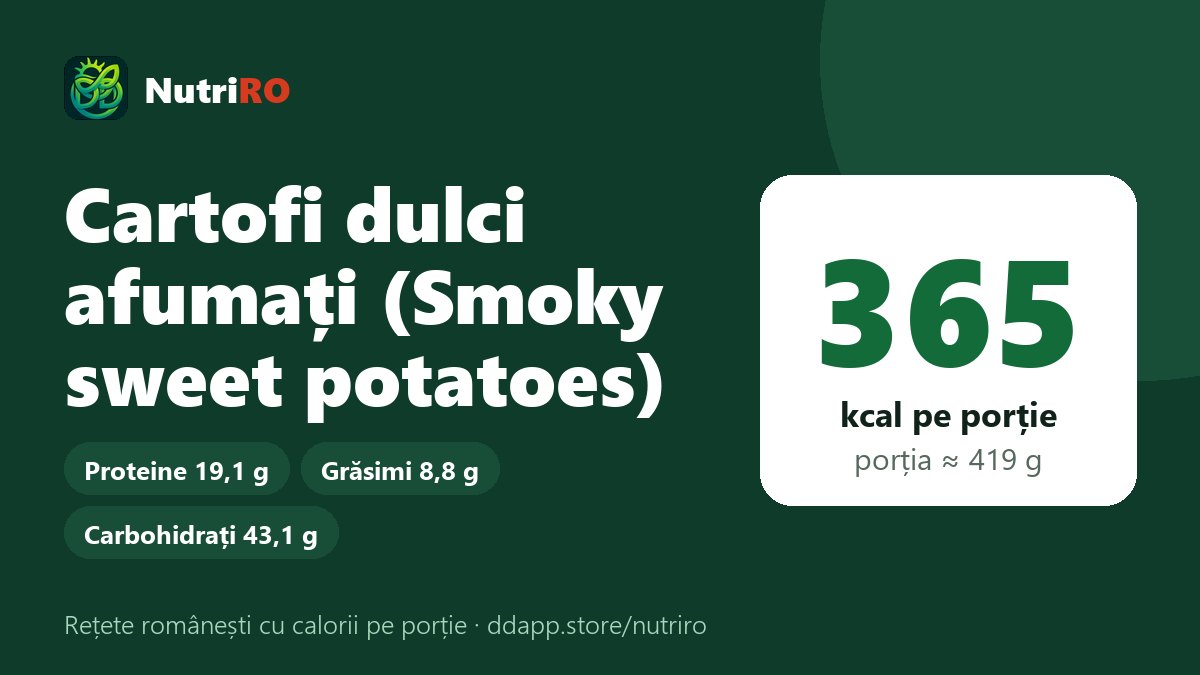 NutriRO
Cartofi dulci
afumați (Smoky
sweet potatoes)
Proteine 19,1 g
Grăsimi 8,8 g
Carbohidrați 43,1 g
365
kcal pe porție
porția ≈ 419 g
Rețete românești cu calorii pe porție · ddapp.store/nutriro